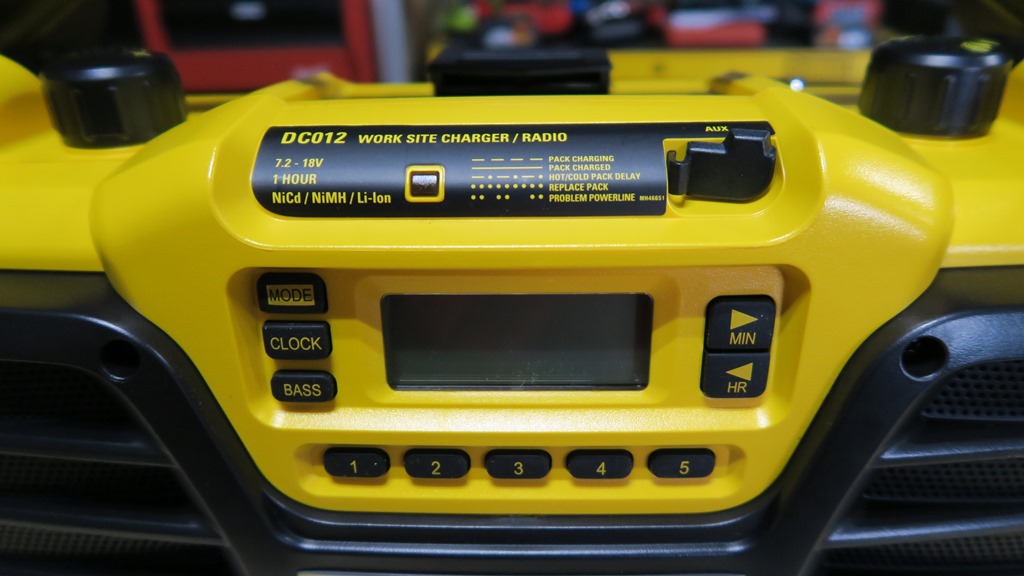 DC012 WORK SITE CHARGER / RADIO
AUX
7.2 - 18V
1 HOUR
NiCd / NiMH / Li-Ion
PACK CHARGING
PACK CHARGED
HOT/COLD PACK DELAY
REPLACE PACK
PROBLEM POWERLINE
MH46651
MODE
CLOCK
BASS
MIN
HR
1 2 3 4 5